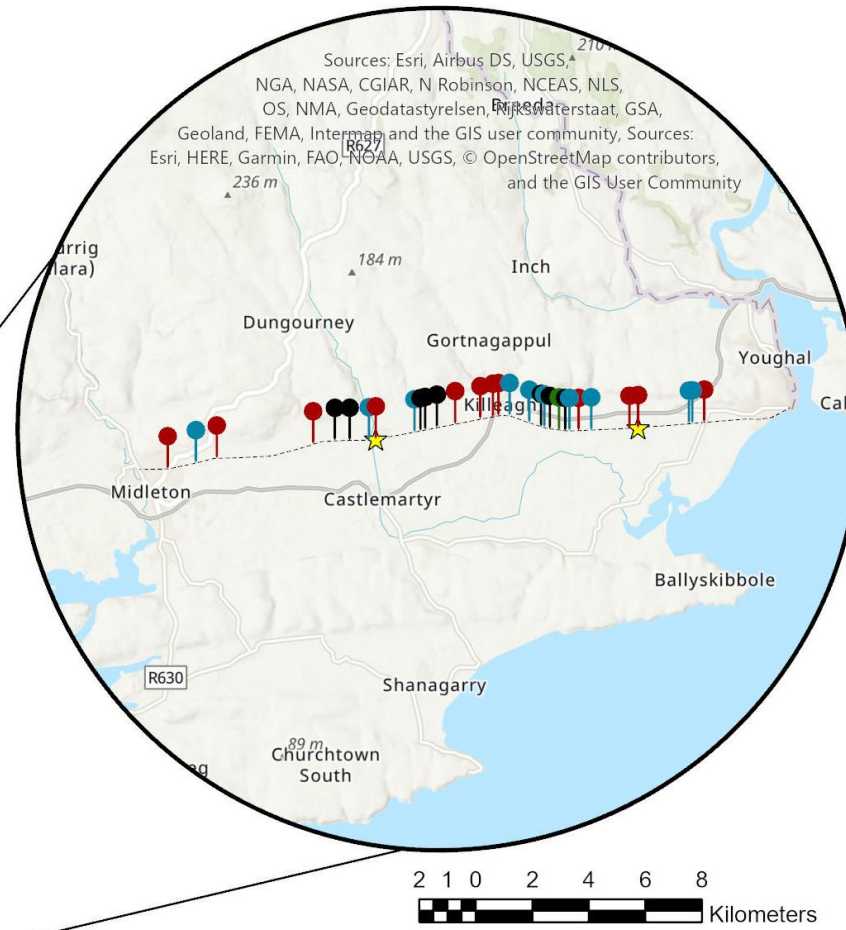 210
Sources: Esri, Airbus DS, USGS,
NGA, NASA, CGIAR, N Robinson, NCEAS, NLS,
OS, NMA, Geodatastyrelsen, Rijkswaterstaat, GSA,
Geoland, FEMA, Intermap and the GIS user community, Sources:
R627
Esri, HERE, Garmin, FAO, NOAA, USGS, © OpenStreetMap contributors,
and the GIS User Community
236 m
184 m
Inch
Dungourney
Gortnagappul
Youghal
Killeagh
Midleton
Castlemartyr
Ballyskibbole
R630
Shanagarry
89 m
Churchtown
South
2 1 0 2 4 6 8
Kilometers